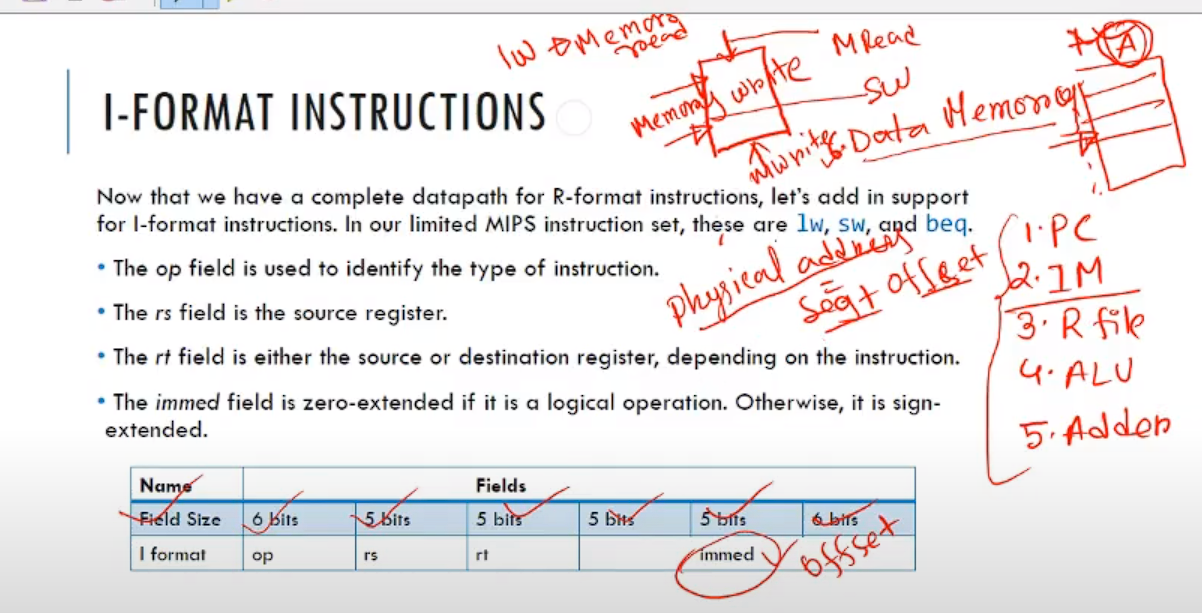 lw → Memory
read
MRead
Memory write
SW
MWrite
6. Data Memory
A
I-FORMAT INSTRUCTIONS
Now that we have a complete datapath for R-format instructions, let's add in support
for I-format instructions. In our limited MIPS instruction set, these are lw, sw, and beq.
• The op field is used to identify the type of instruction.
• The rs field is the source register.
• The rt field is either the source or destination register, depending on the instruction.
• The immed field is zero-extended if it is a logical operation. Otherwise, it is sign-
extended.
Physical address
=
Segt offset
1. PC
2. IM
3. R file
4. ALU
5. Adder
Name Fields
Field Size 6 bits 5 bits 5 bits 5 bits 5 bits 6 bits
I format op rs rt immed
offset